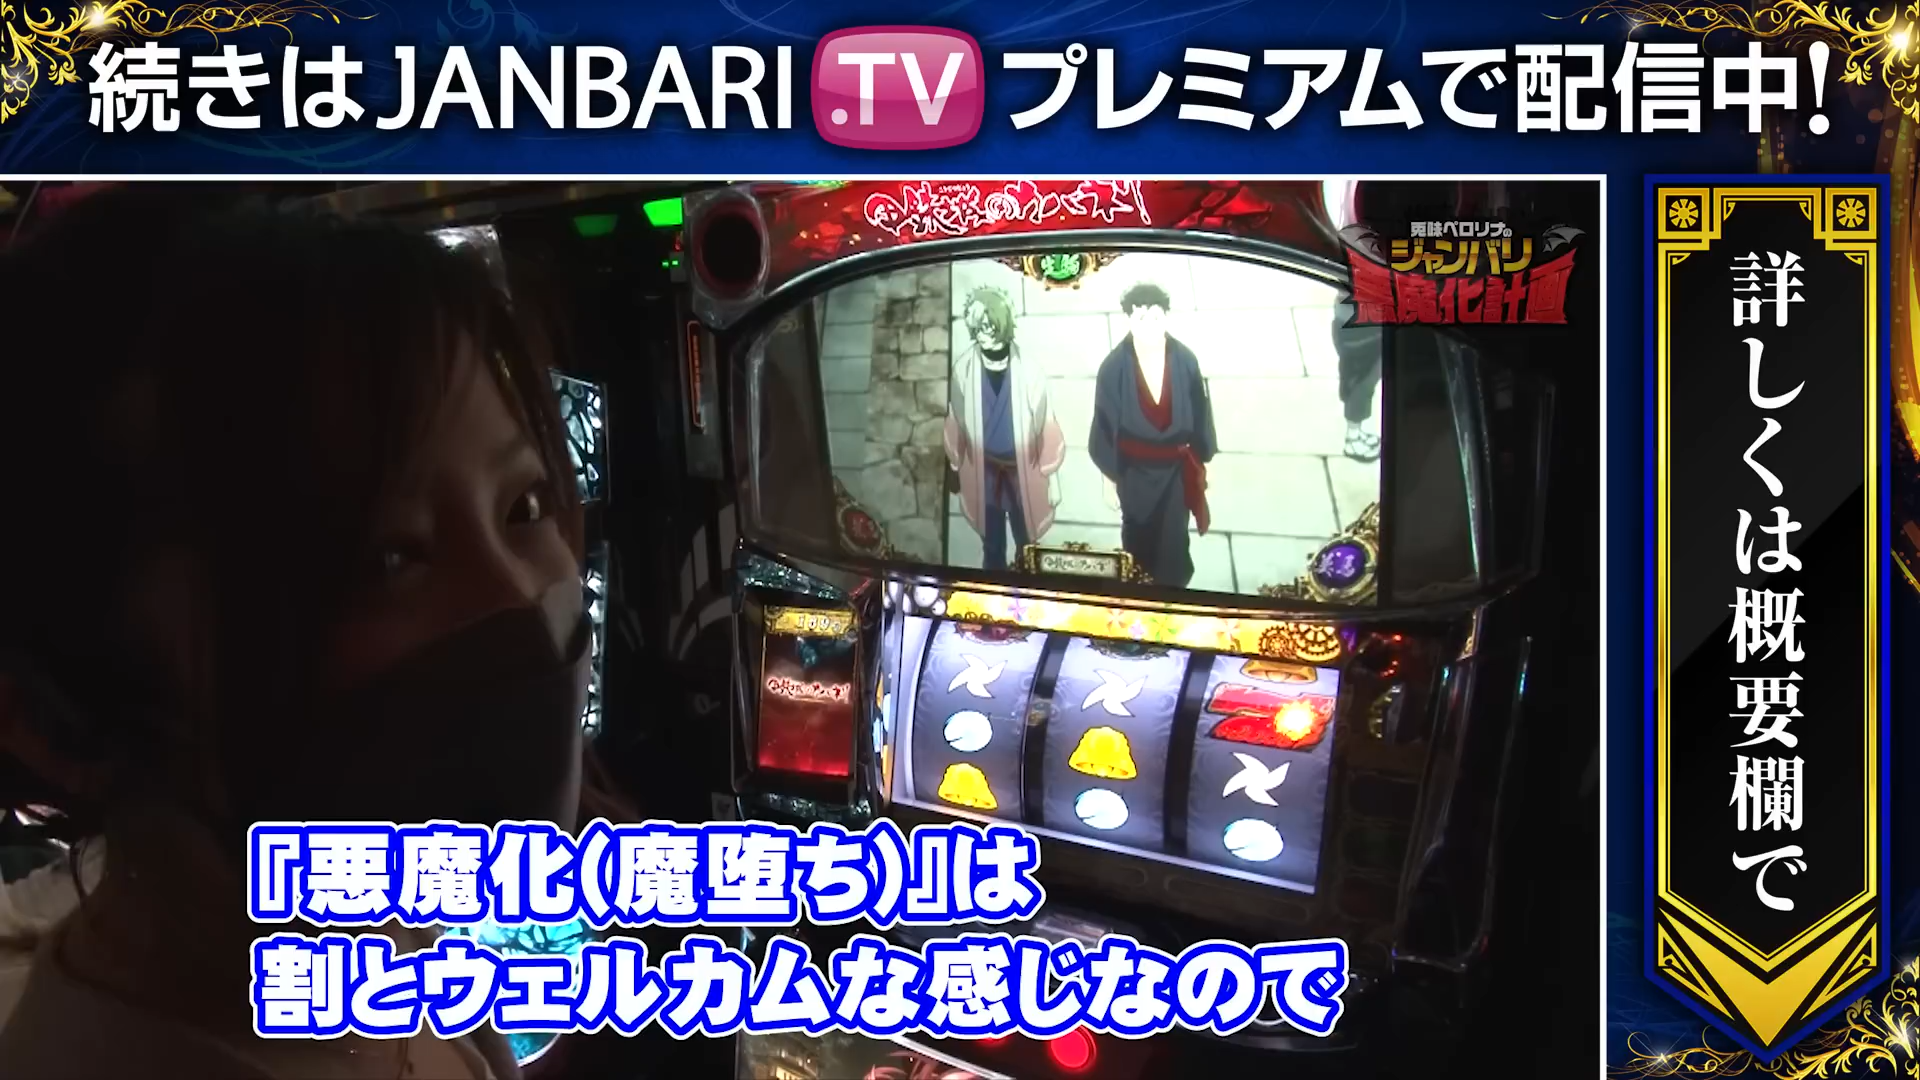 続きはJANBARI.TVプレミアムで配信中!
兎味ペロリナの
ジャンバリ
悪魔化計画
詳しくは概要欄で
生駒
『悪魔化(魔堕ち)』は
割とウェルカムな感じなので